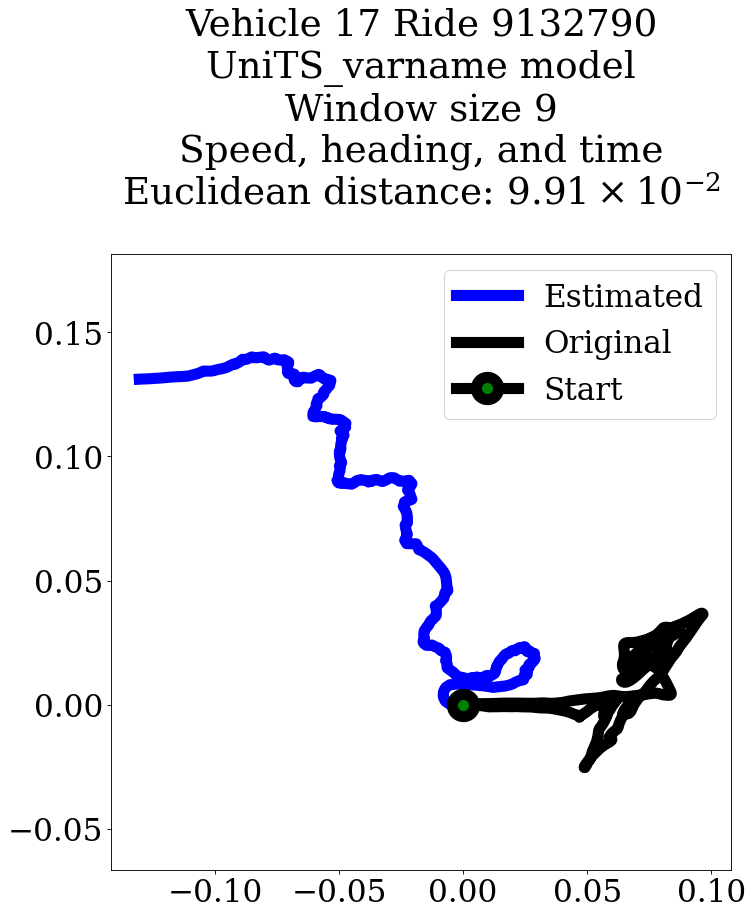 Vehicle 17 Ride 9132790
UniTS_varname model
Window size 9
Speed, heading, and time
Euclidean distance: 9.91 × 10⁻²
Estimated
Original
Start
0.15
0.10
0.05
0.00
−0.05
−0.10 −0.05 0.00 0.05 0.10